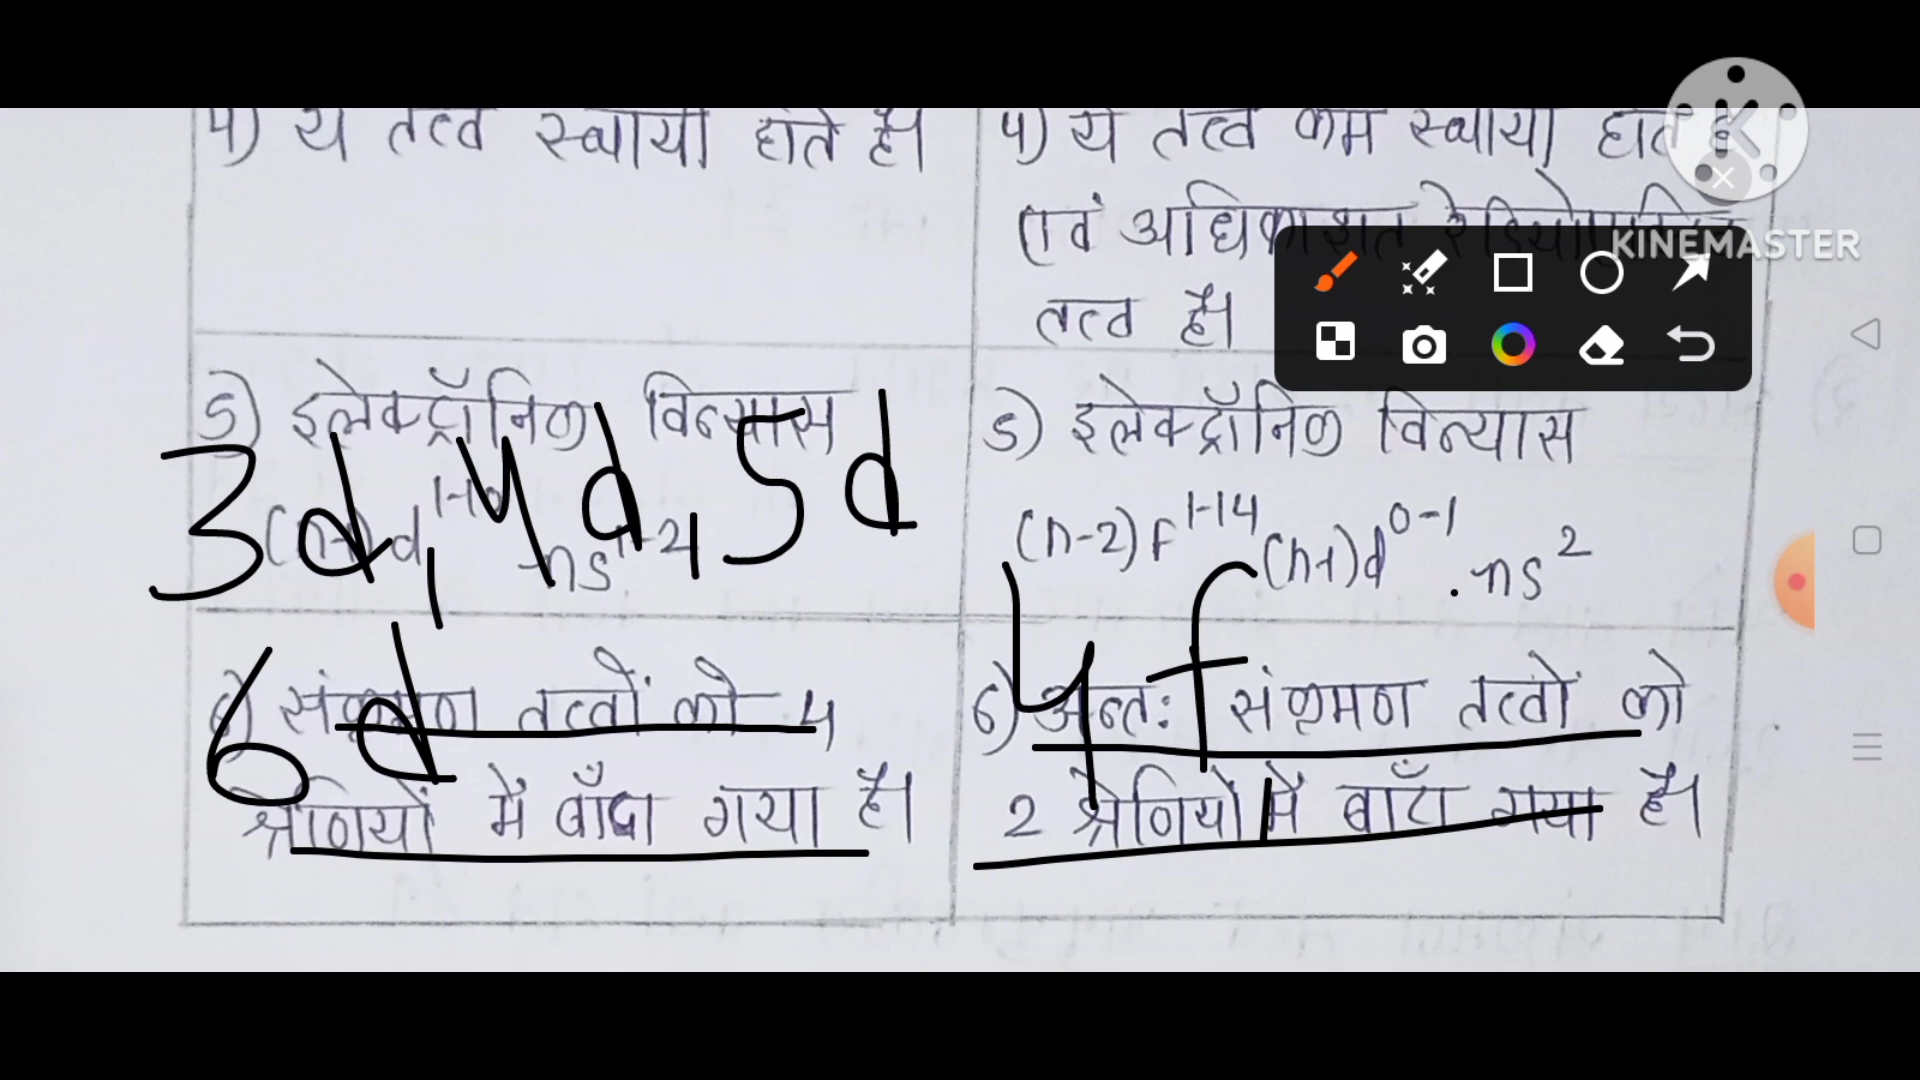 4) ये तत्व स्थायी होते है।
4) ये तत्व कम स्थायी होते है
एवं अधिकांशत
तत्व है।
KINEMASTER
5) इलेक्ट्रॉनिक विन्यास
(n-1)d¹⁻¹⁰ ns¹⁻²
3d, 4d, 5d
6d
5) इलेक्ट्रॉनिक विन्यास
(n-2)f¹⁻¹⁴ (n-1)d⁰⁻¹ . ns²
4f
6) संक्रमण तत्वों को 4
श्रेणियों में बाँटा गया है।
6) अन्तः संक्रमण तत्वों को
2 श्रेणियों में बाँटा गया है।